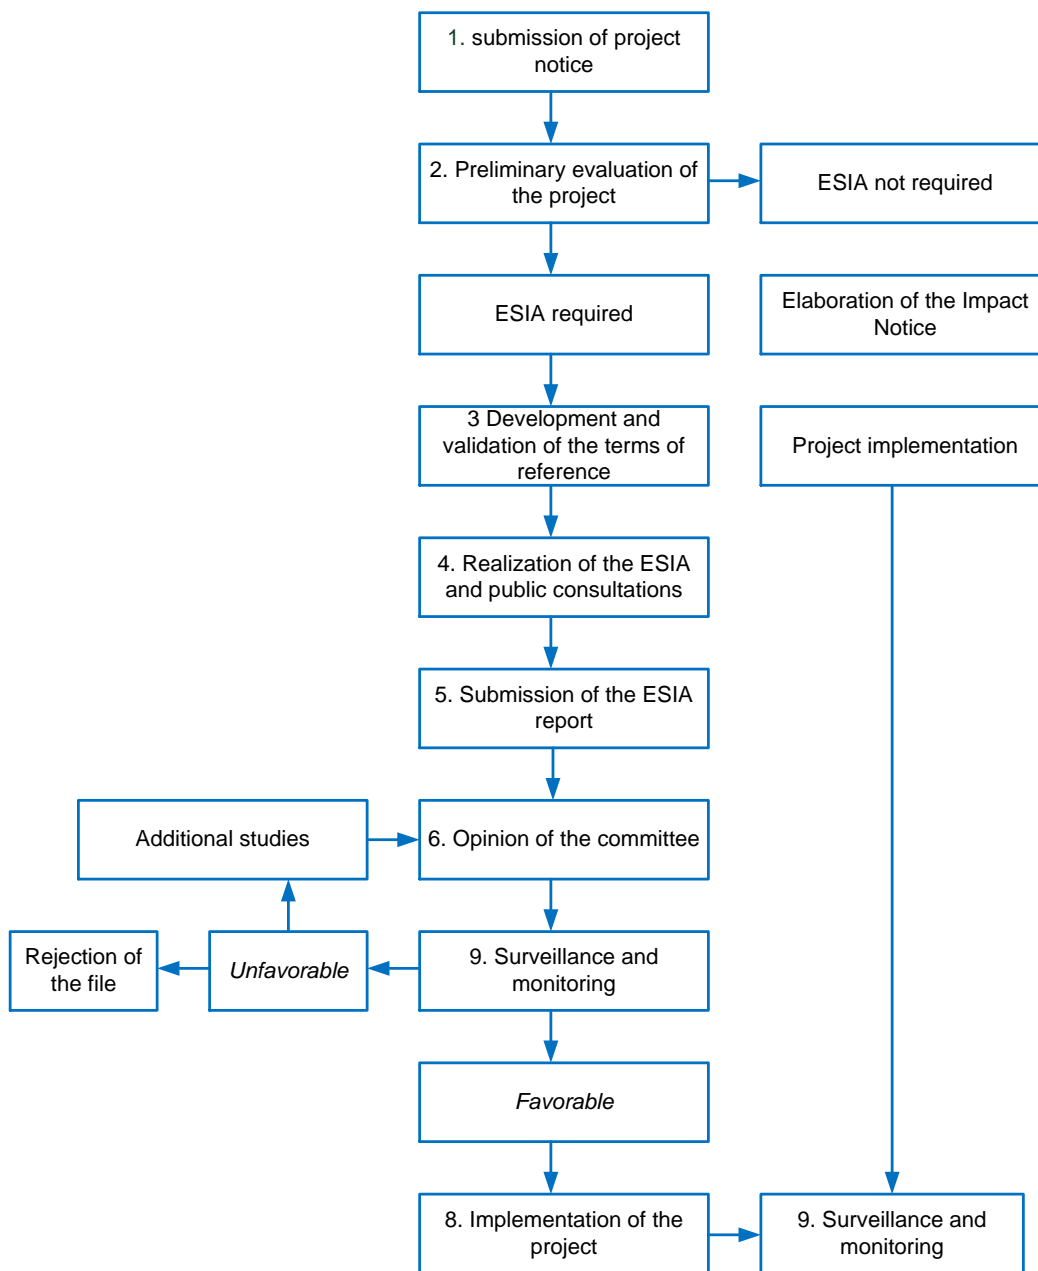 1. submission of project
notice
2. Preliminary evaluation of
the project
ESIA not required
ESIA required
Elaboration of the Impact
Notice
3 Development and
validation of the terms of
reference
Project implementation
4. Realization of the ESIA
and public consultations
5. Submission of the ESIA
report
Additional studies
6. Opinion of the committee
Rejection of
the file
Unfavorable
9. Surveillance and
monitoring
Favorable
8. Implementation of the
project
9. Surveillance and
monitoring